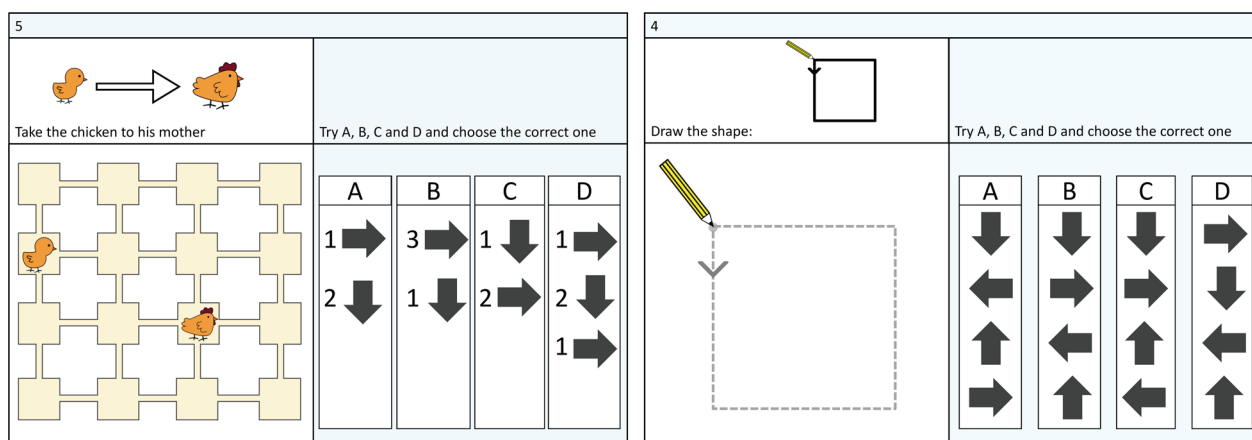 5
Take the chicken to his mother
Try A, B, C and D and choose the correct one
A B C D
1 3 1 1
2 1 2 2
1
4
Draw the shape:
Try A, B, C and D and choose the correct one
A B C D